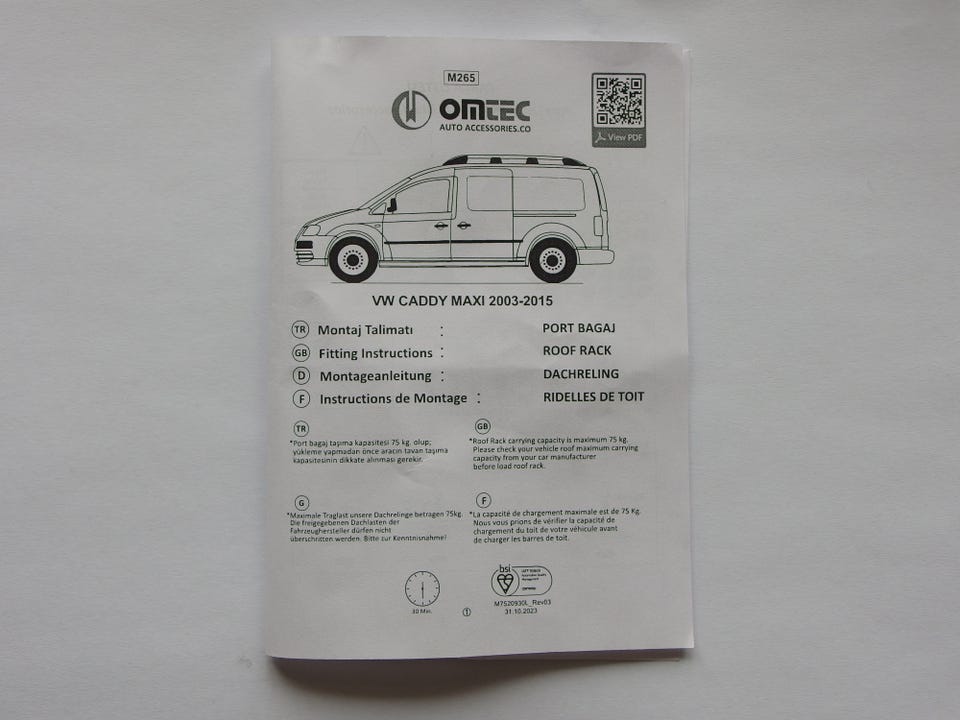 M265
OMTEC
AUTO ACCESSORIES.CO
View PDF
VW CADDY MAXI 2003-2015
TR Montaj Talimatı : PORT BAGAJ
GB Fitting Instructions : ROOF RACK
D Montageanleitung : DACHRELING
F Instructions de Montage : RIDELLES DE TOIT
TR
*Port bagaj taşıma kapasitesi 75 kg. olup;
yükleme yapmadan önce aracın tavan taşıma
kapasitesinin dikkate alınması gerekir.
GB
*Roof Rack carrying capacity is maximum 75 kg.
Please check your vehicle roof maximum carrying
capacity from your car manufacturer
before load roof rack.
G
*Maximale Traglast unsere Dachrelinge betragen 75kg.
Die freigegebenen Dachlasten der
Fahrzeughersteller dürfen nicht
überschritten werden. Bitte zur Kenntnisnahme!
F
*La capacité de chargement maximale est de 75 Kg.
Nous vous prions de vérifier la capacité de
chargement du toit de votre véhicule avant
de charger les barres de toit.
30 Min.
1
bsi
M7520930L_Rev03
31.10.2023